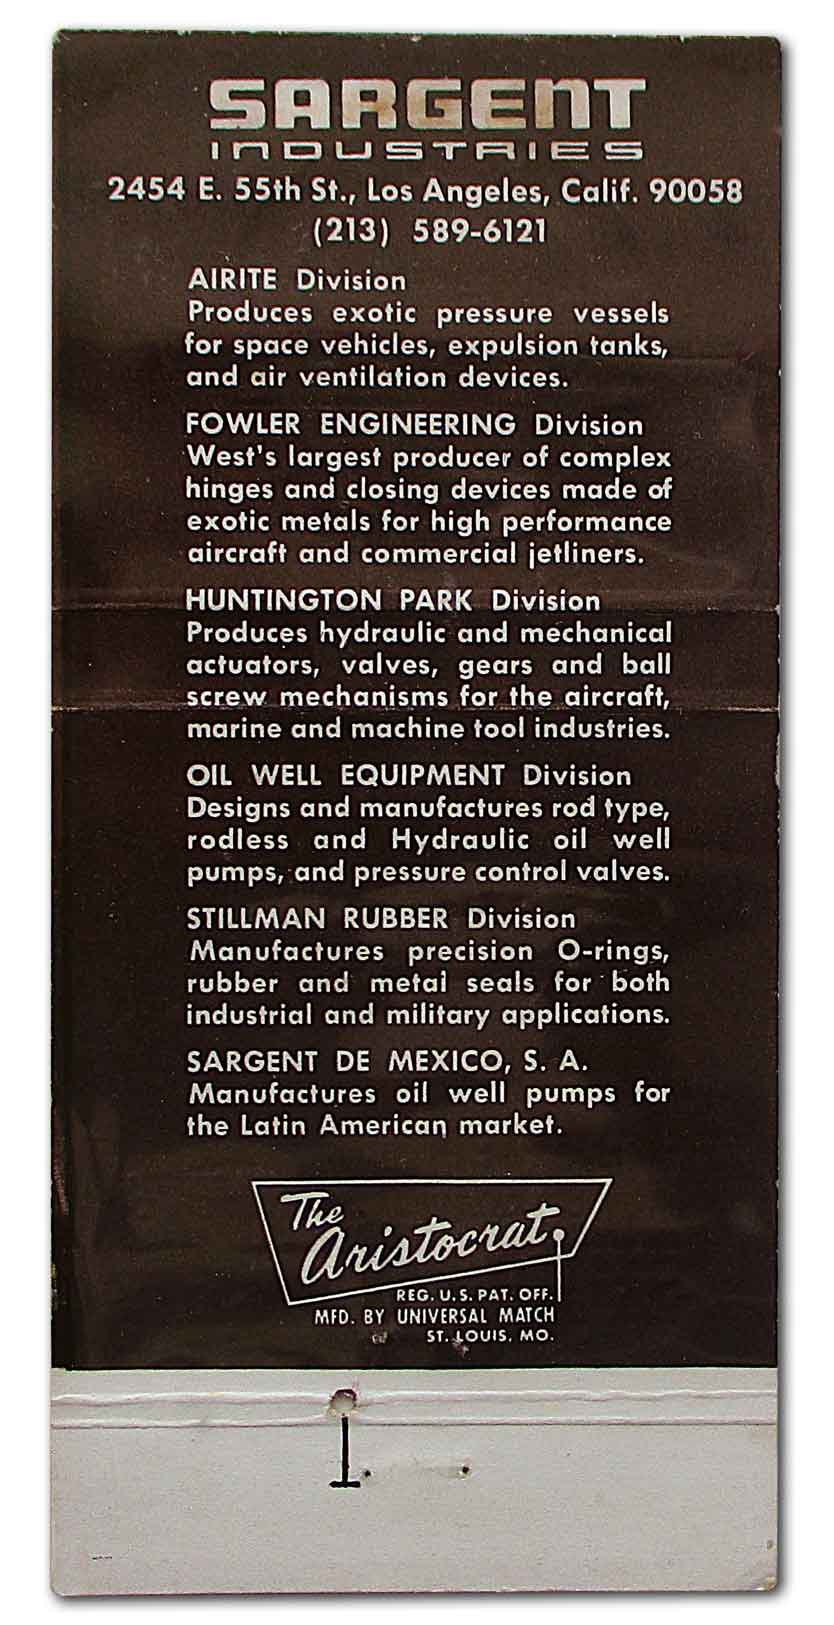 SARGENT
INDUSTRIES
2454 E. 55th St., Los Angeles, Calif. 90058
(213) 589-6121
AIRITE Division
Produces exotic pressure vessels
for space vehicles, expulsion tanks,
and air ventilation devices.
FOWLER ENGINEERING Division
West's largest producer of complex
hinges and closing devices made of
exotic metals for high performance
aircraft and commercial jetliners.
HUNTINGTON PARK Division
Produces hydraulic and mechanical
actuators, valves, gears and ball
screw mechanisms for the aircraft,
marine and machine tool industries.
OIL WELL EQUIPMENT Division
Designs and manufactures rod type,
rodless and Hydraulic oil well
pumps, and pressure control valves.
STILLMAN RUBBER Division
Manufactures precision O-rings,
rubber and metal seals for both
industrial and military applications.
SARGENT DE MEXICO, S. A.
Manufactures oil well pumps for
the Latin American market.
The
Aristocrat
REG. U.S. PAT. OFF.
MFD. BY UNIVERSAL MATCH
ST. LOUIS, MO.